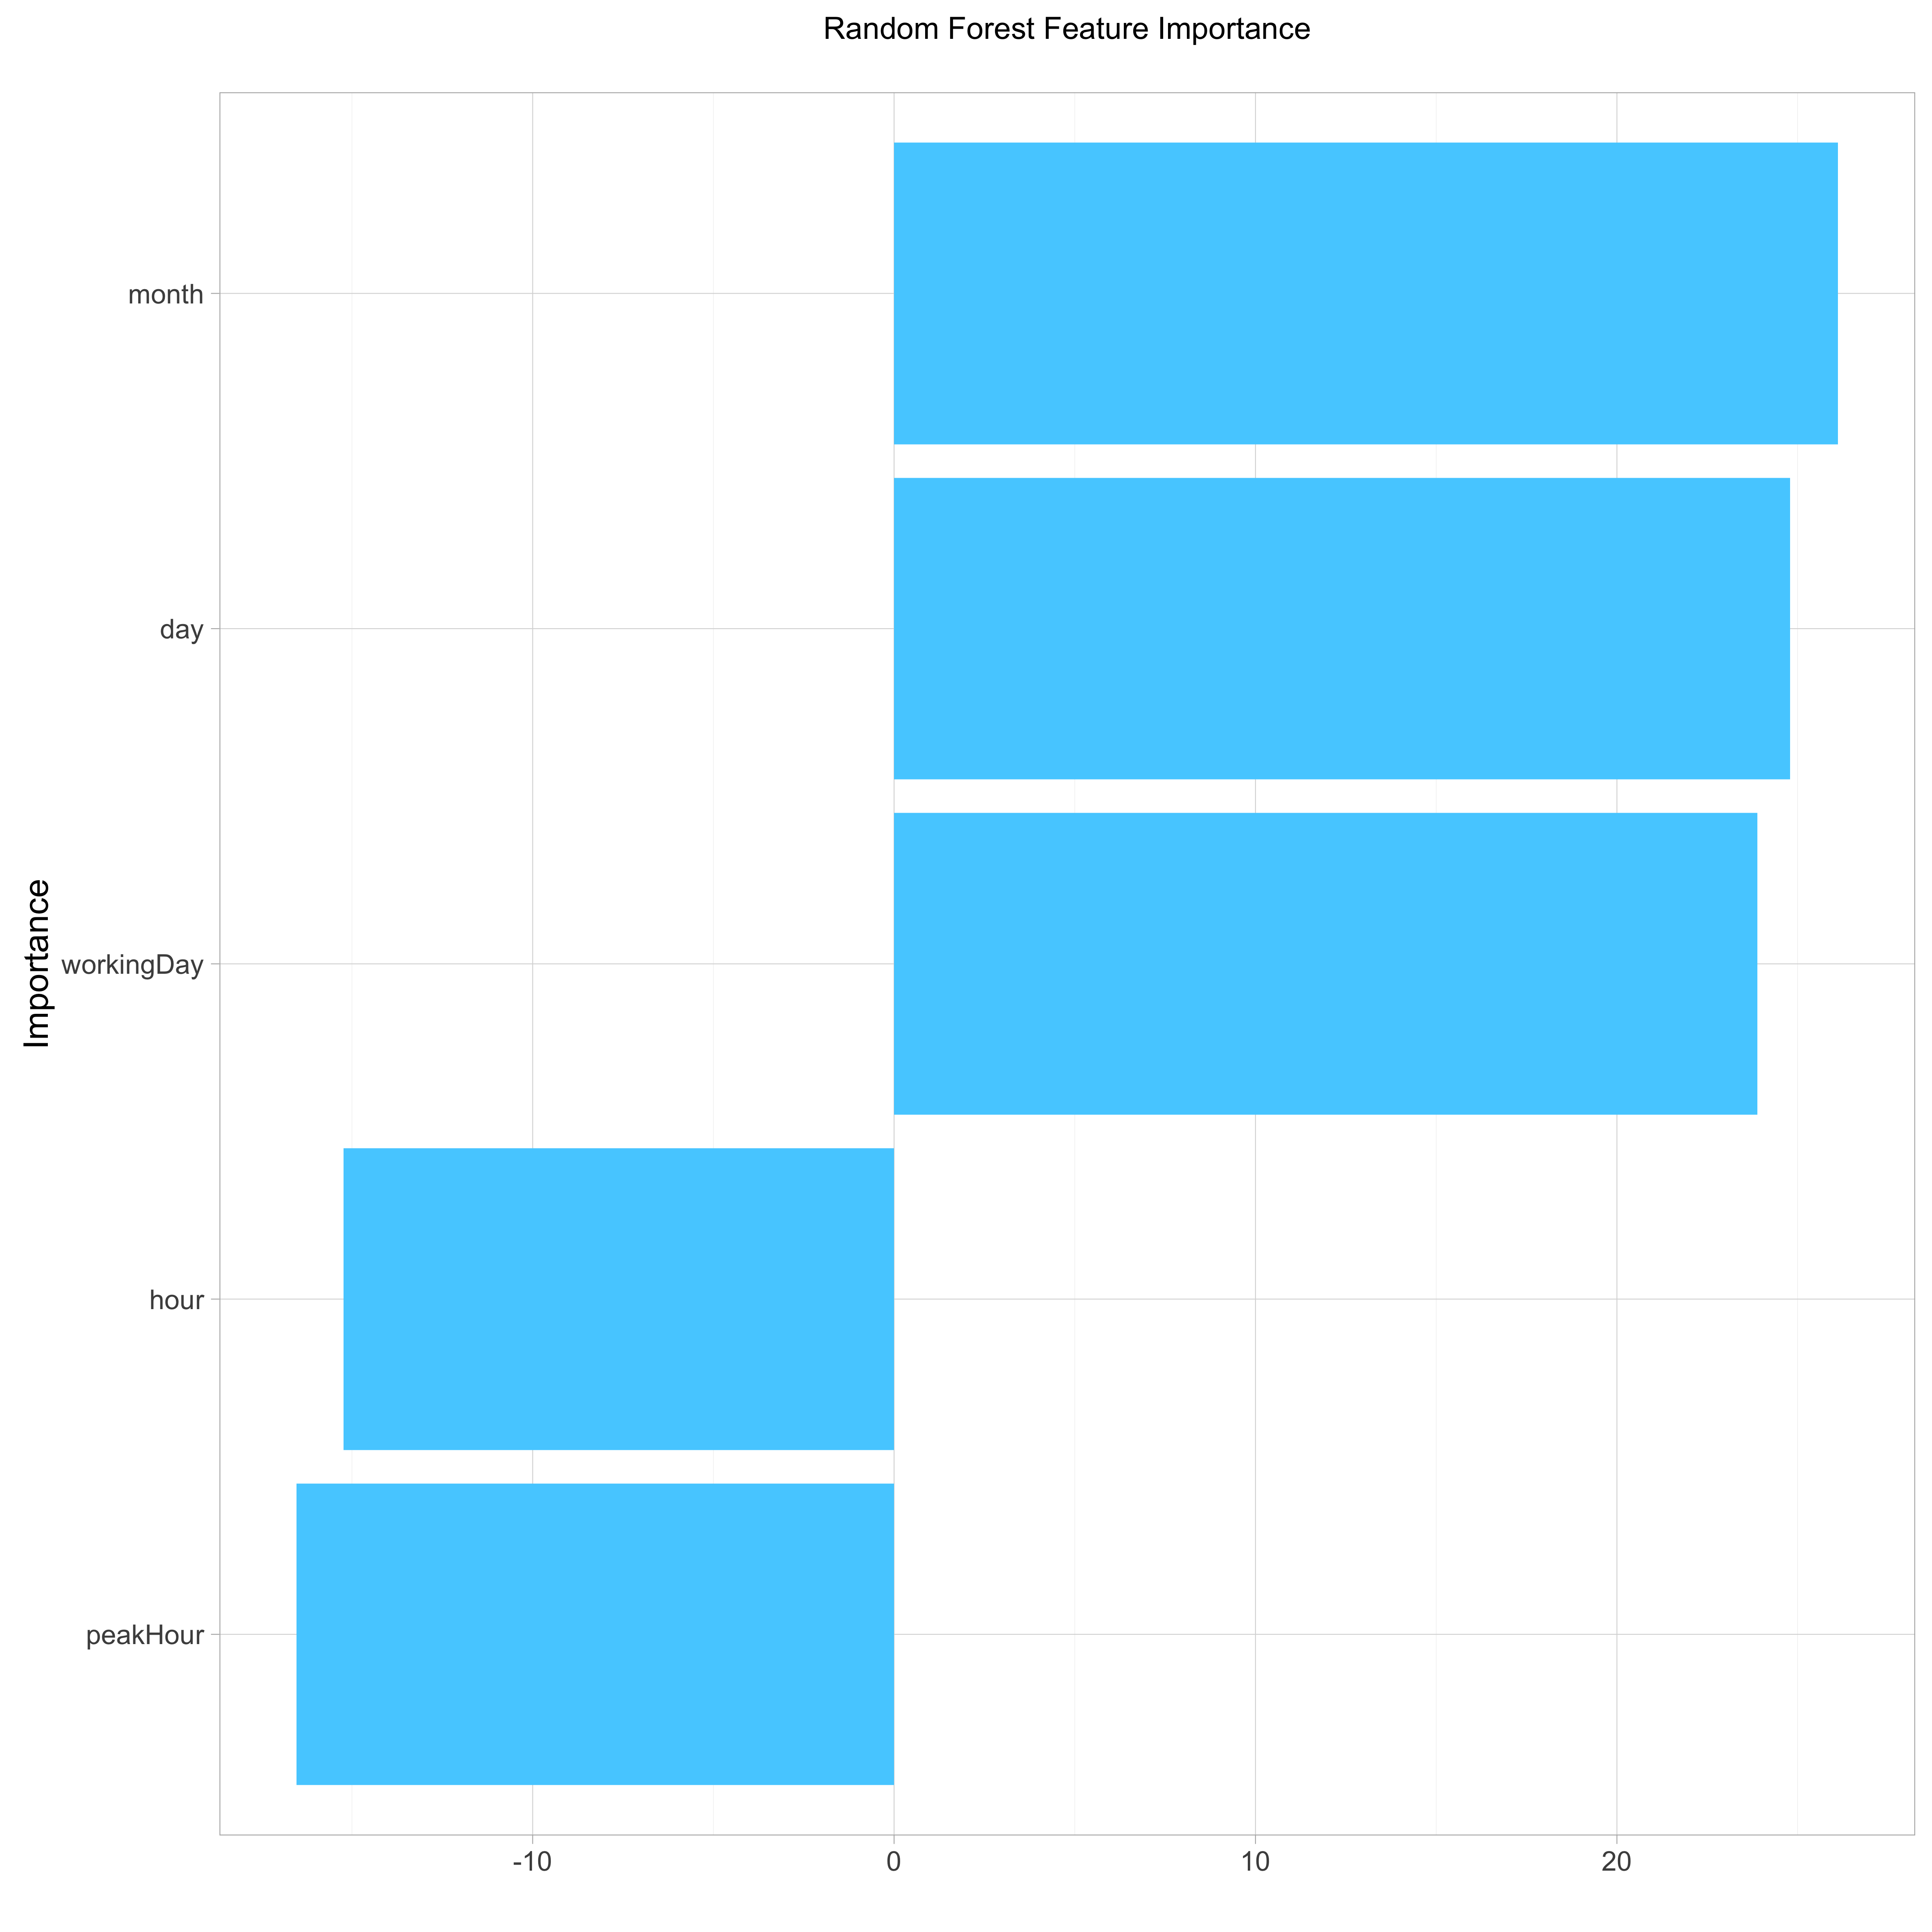 Random Forest Feature Importance
Importance
month
day
workingDay
hour
peakHour
-10 0 10 20